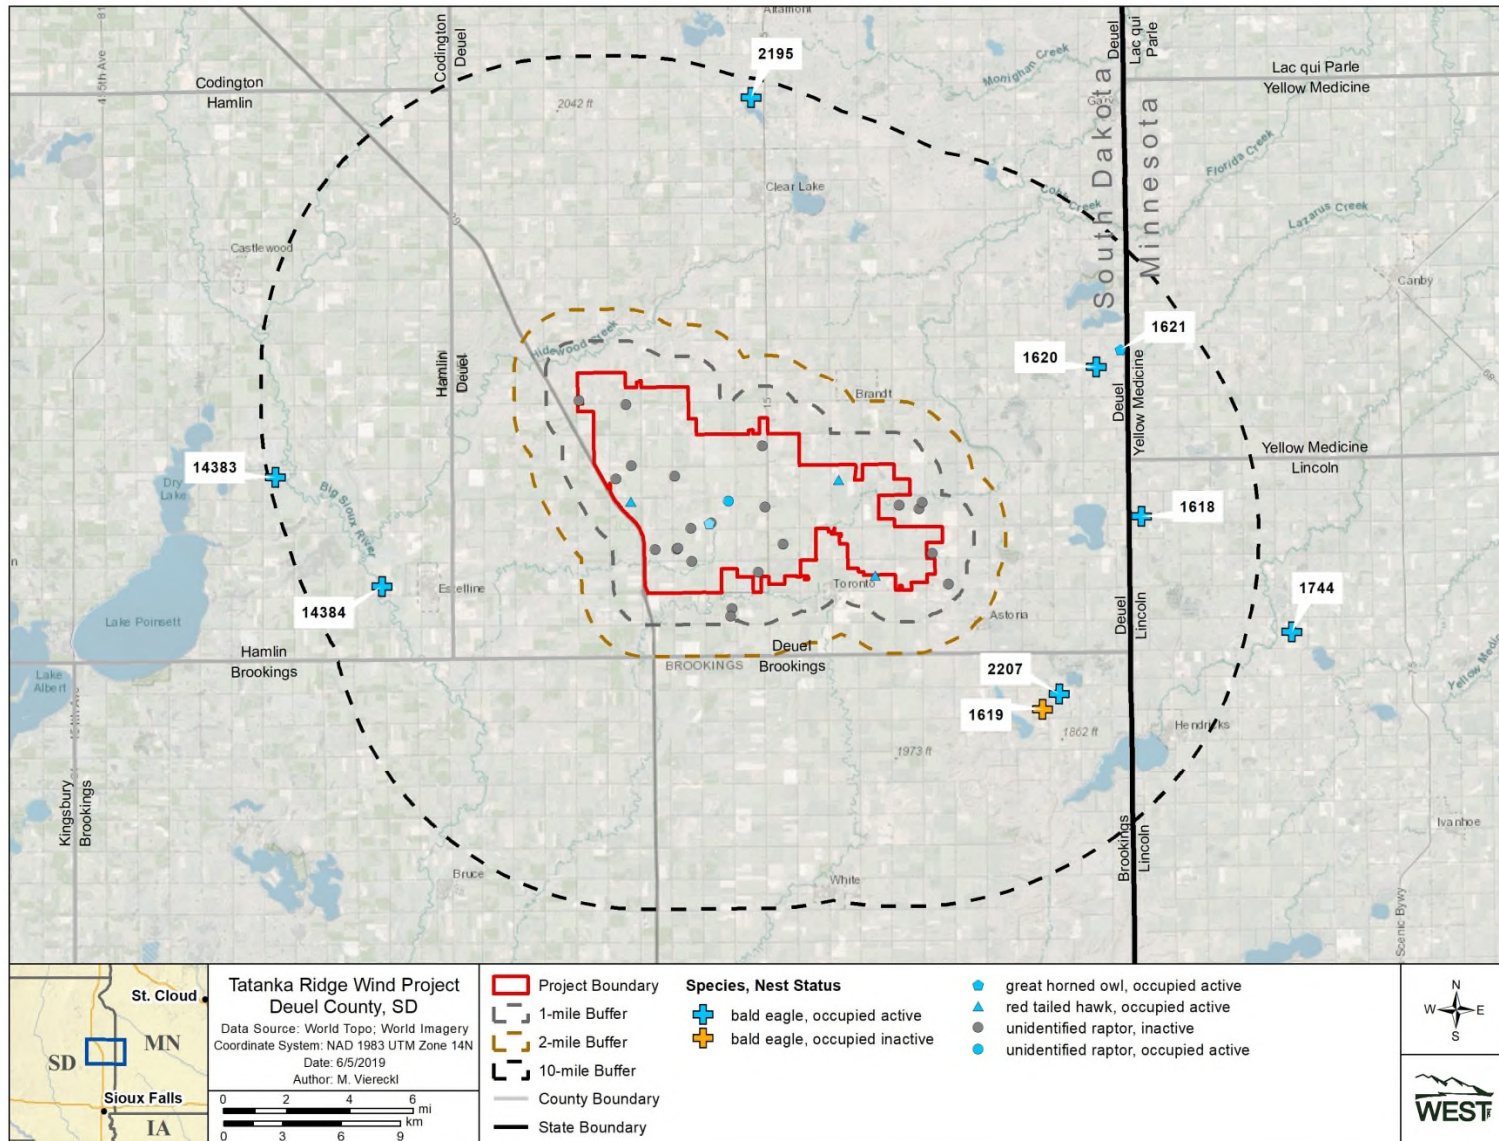 Altamont
2195
Codington
Deuel
Codington
Hamlin
2042 ft
Monighan Creek
Deuel
Lac qui
Parle
Lac qui Parle
Yellow Medicine
South Dakota
Minnesota
Florida Creek
Cobb Creek
Lazarus Creek
Clear Lake
Castlewood
29
Canby
1621
1620
Hidewood Creek
Hamlin
Deuel
Brandt
15
Deuel
Yellow Medicine
68
Yellow Medicine
Lincoln
14383
Dry
Lake
Big Sioux River
1618
14384
Estelline
Toronto
Astoria
Deuel
Lincoln
1744
Lake Poinsett
Hamlin
Brookings
BROOKINGS
Deuel
Brookings
Lake
Albert
2207
1619
1862 ft
1973 ft
Hendricks
75
Kingsbury
Brookings
Bruce
White
Brookings
Lincoln
Ivanhoe
Scenic Bywy
St. Cloud
SD
MN
Sioux Falls
IA
Tatanka Ridge Wind Project
Deuel County, SD
Data Source: World Topo; World Imagery
Coordinate System: NAD 1983 UTM Zone 14N
Date: 6/5/2019
Author: M. Viereckl
0 2 4 6
mi
km
0 3 6 9
Project Boundary
1-mile Buffer
2-mile Buffer
10-mile Buffer
County Boundary
State Boundary
Species, Nest Status
bald eagle, occupied active
bald eagle, occupied inactive
great horned owl, occupied active
red tailed hawk, occupied active
unidentified raptor, inactive
unidentified raptor, occupied active
N
W E
S
WEST